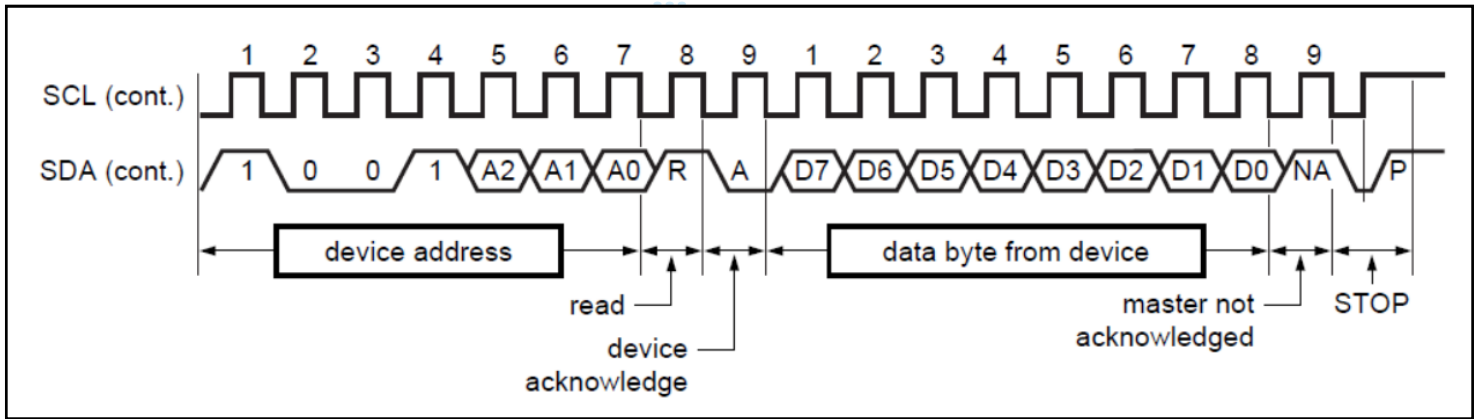 1 2 3 4 5 6 7 8 9 1 2 3 4 5 6 7 8 9
SCL (cont.)
SDA (cont.) 1 0 0 1 A2 A1 A0 R A D7 D6 D5 D4 D3 D2 D1 D0 NA P
device address data byte from device
read master not STOP
acknowledged
device
acknowledge